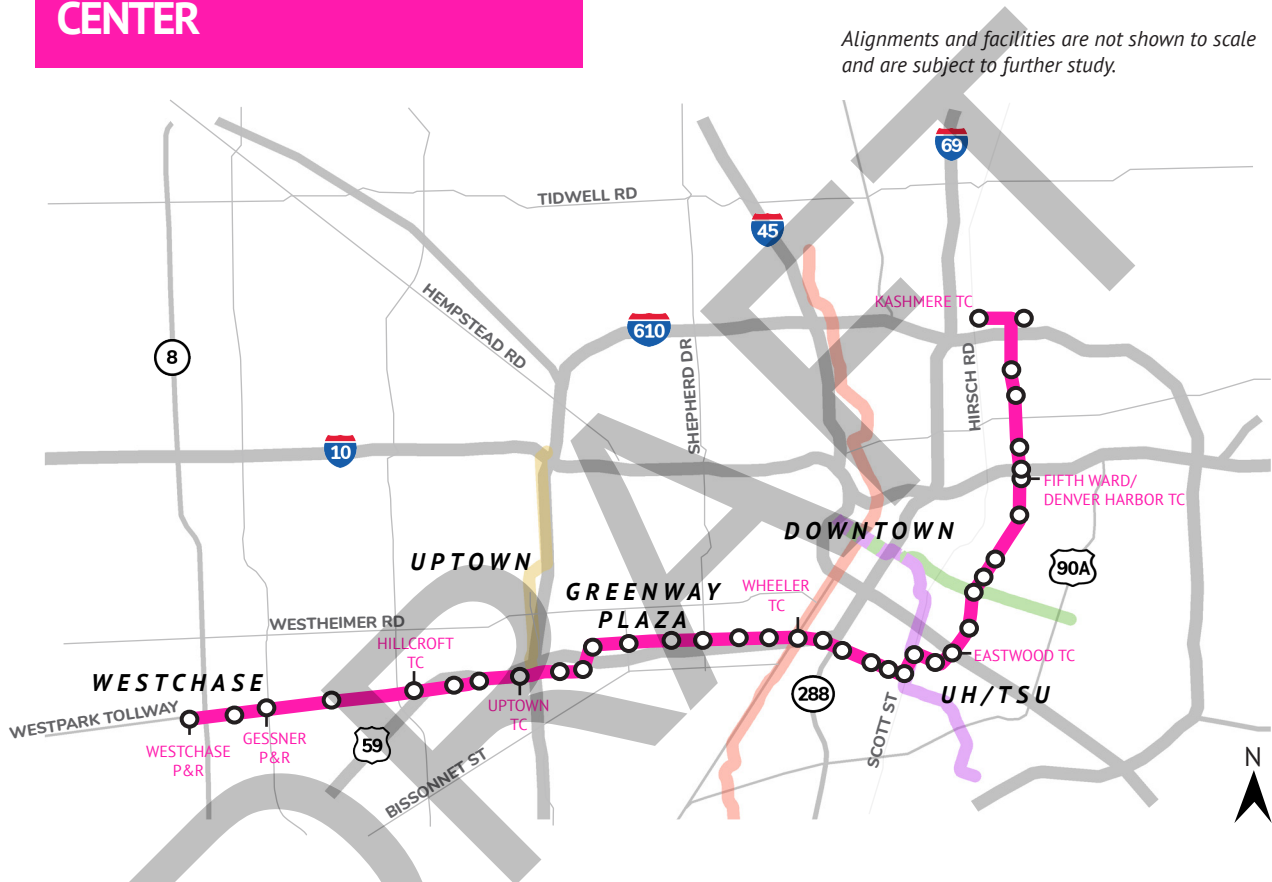 CENTER
Alignments and facilities are not shown to scale
and are subject to further study.
69
TIDWELL RD
45
HEMPSTEAD RD
KASHMERE TC
610
8
SHEPHERD DR
HIRSCH RD
10
FIFTH WARD/
DENVER HARBOR TC
DOWNTOWN
UPTOWN
90A
GREENWAY
PLAZA
WHEELER
TC
WESTHEIMER RD
HILLCROFT
TC
EASTWOOD TC
WESTCHASE
UH/TSU
288
WESTPARK TOLLWAY
UPTOWN
TC
SCOTT ST
GESSNER
P&R
WESTCHASE
P&R
59
BISSONNET ST
N